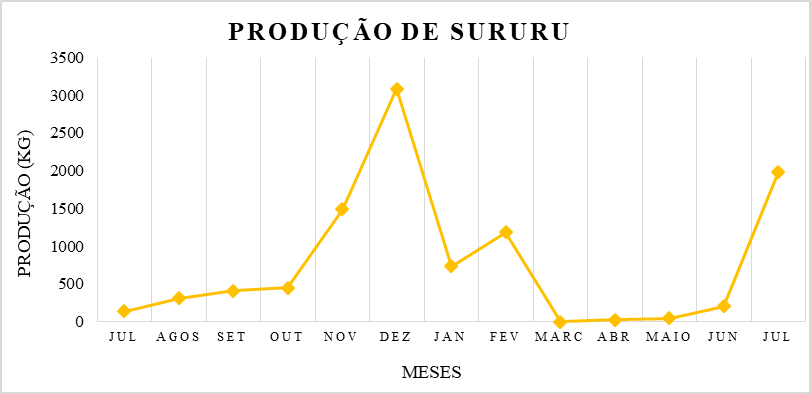 PRODUÇÃO DE SURURU
3500
3000
2500
2000
1500
1000
500
0
PRODUÇÃO (KG)
JUL AGOS SET OUT NOV DEZ JAN FEV MARC ABR MAIO JUN JUL
MESES